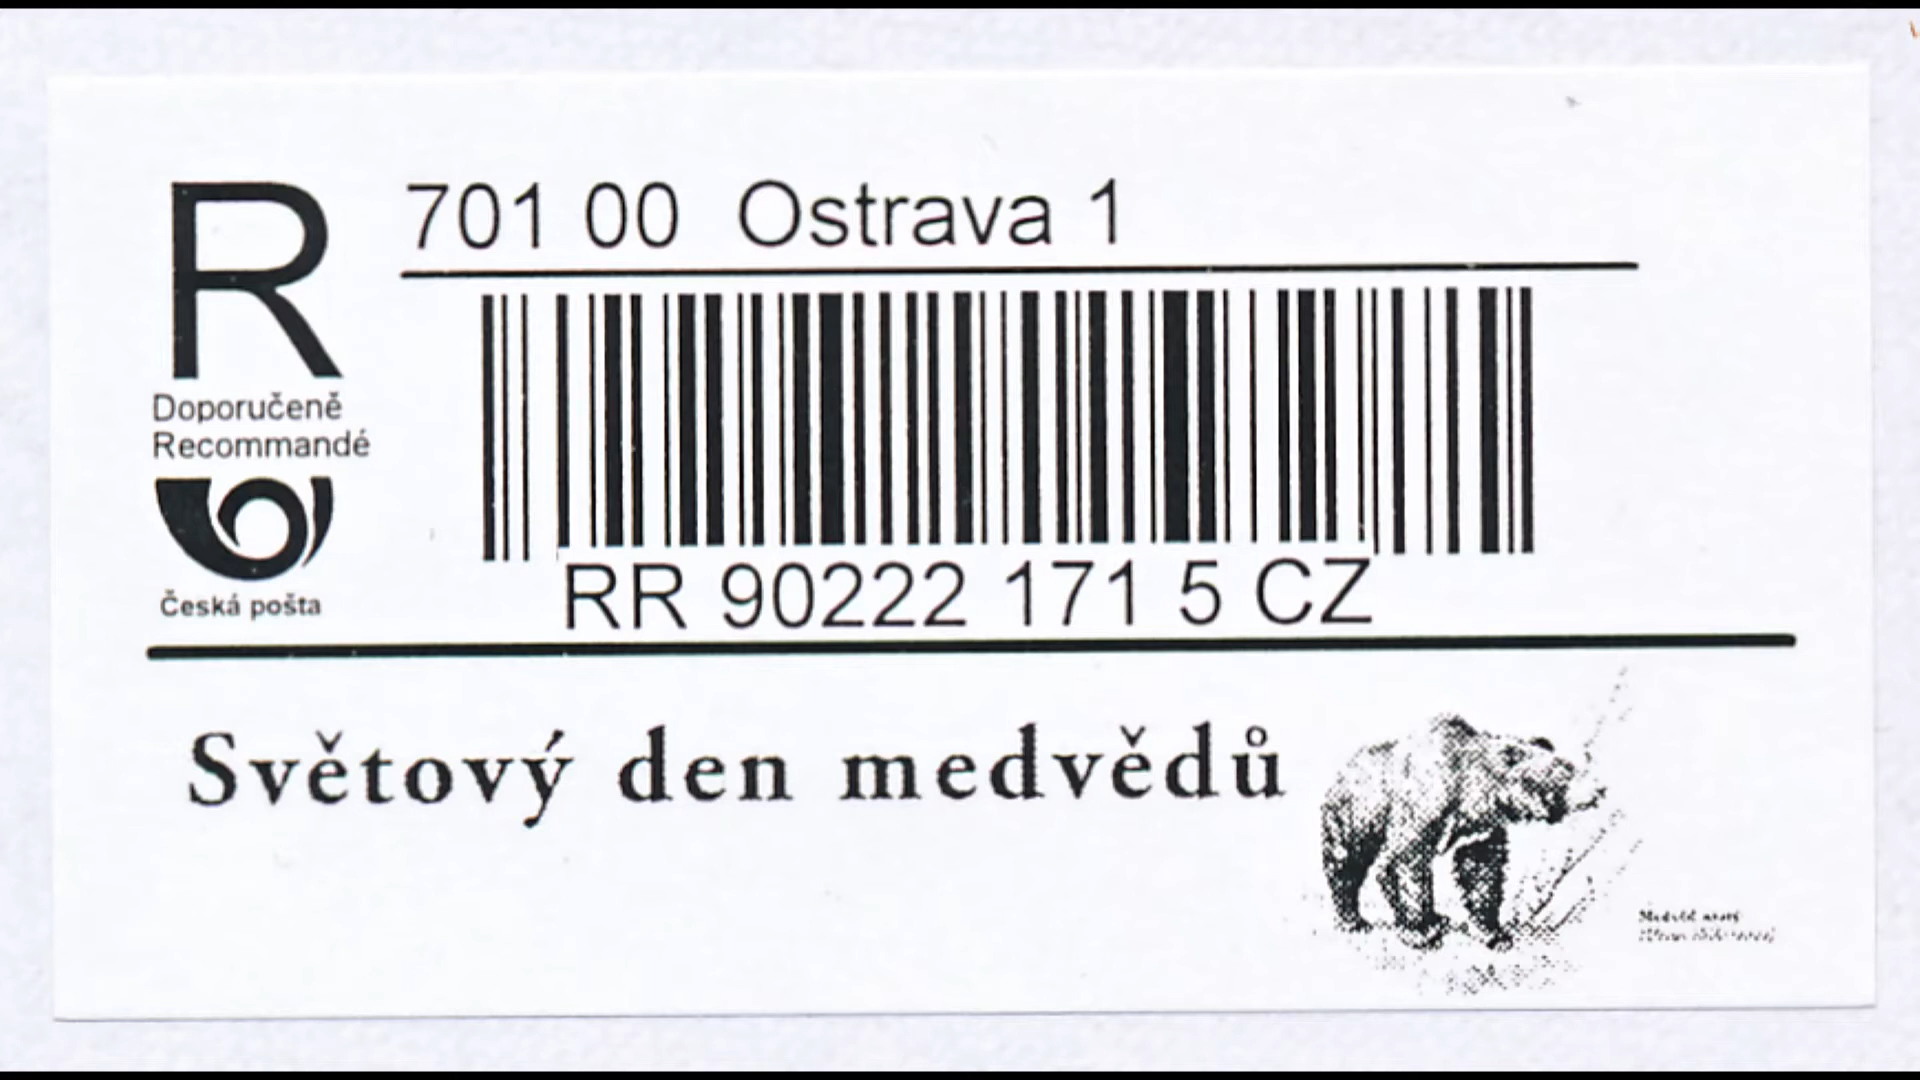 R
701 00 Ostrava 1
Doporučeně
Recommandé
Česká pošta
RR 90222 171 5 CZ
Světový den medvědů